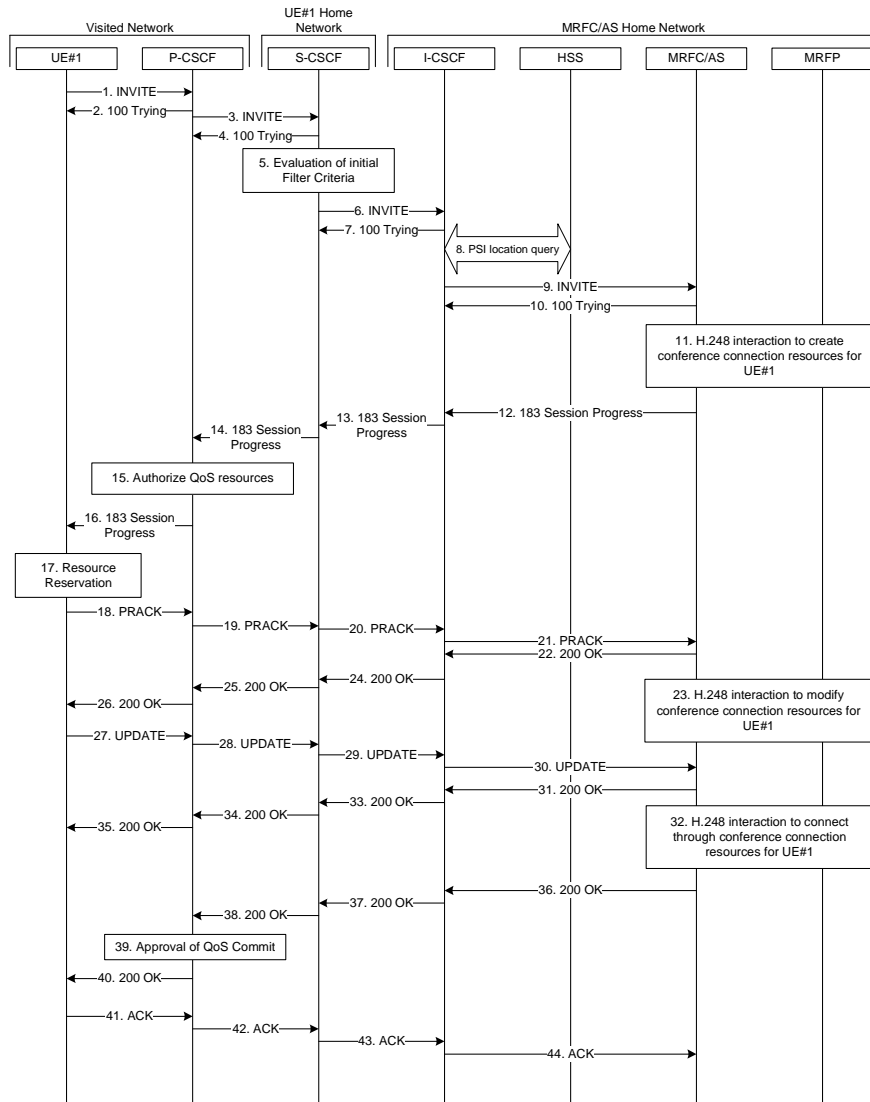 UE#1 Home
Network
Visited Network
MRFC/AS Home Network
UE#1
P-CSCF
S-CSCF
I-CSCF
HSS
MRFC/AS
MRFP
1. INVITE
2. 100 Trying
3. INVITE
4. 100 Trying
5. Evaluation of initial
Filter Criteria
6. INVITE
7. 100 Trying
8. PSI location query
9. INVITE
10. 100 Trying
11. H.248 interaction to create
conference connection resources for
UE#1
12. 183 Session Progress
13. 183 Session
Progress
14. 183 Session
Progress
15. Authorize QoS resources
16. 183 Session
Progress
17. Resource
Reservation
18. PRACK
19. PRACK
20. PRACK
21. PRACK
22. 200 OK
23. H.248 interaction to modify
conference connection resources for
UE#1
24. 200 OK
25. 200 OK
26. 200 OK
27. UPDATE
28. UPDATE
29. UPDATE
30. UPDATE
31. 200 OK
32. H.248 interaction to connect
through conference connection
resources for UE#1
33. 200 OK
34. 200 OK
35. 200 OK
36. 200 OK
37. 200 OK
38. 200 OK
39. Approval of QoS Commit
40. 200 OK
41. ACK
42. ACK
43. ACK
44. ACK